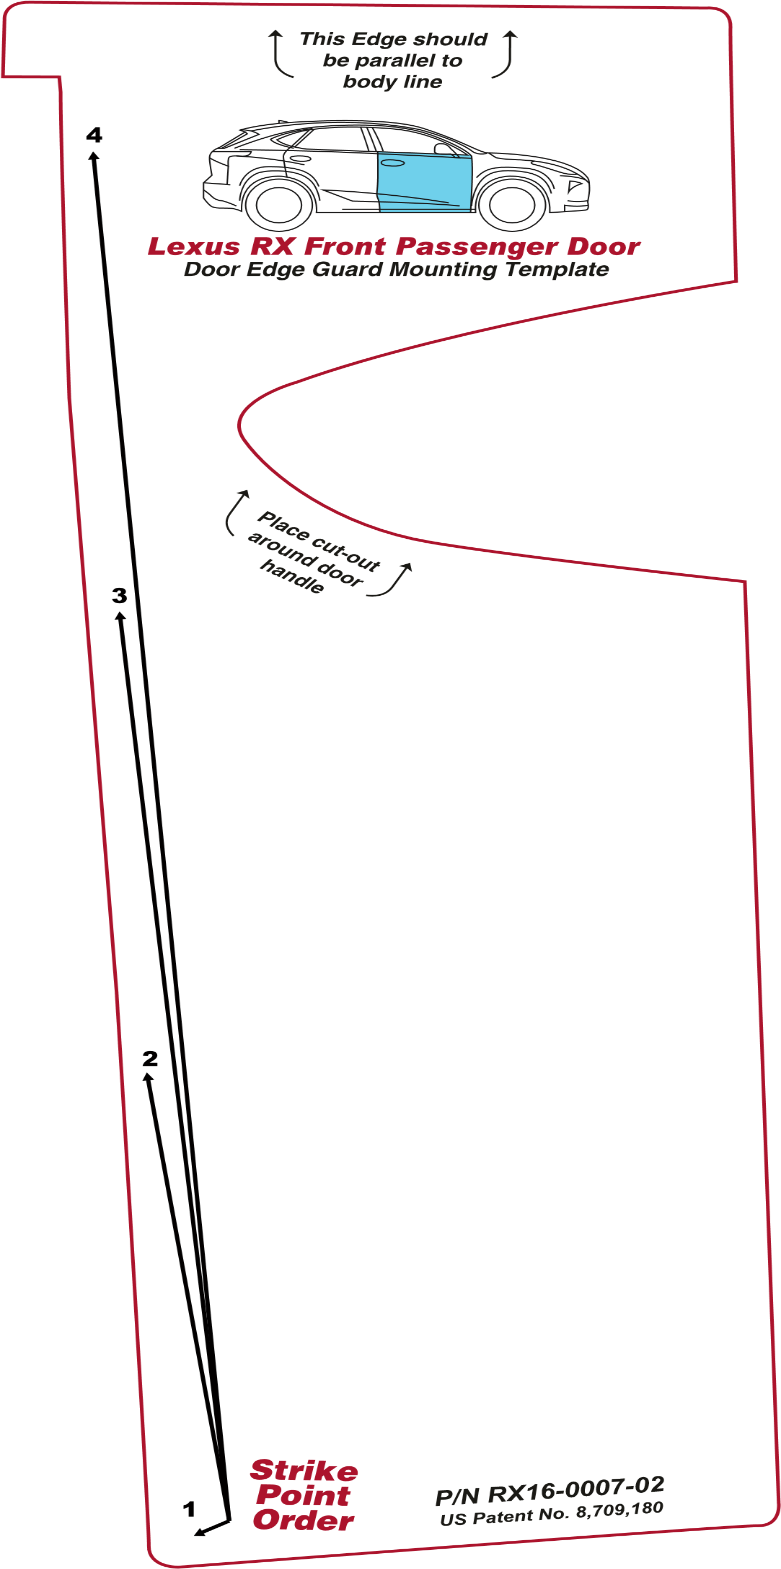 This Edge should
be parallel to
body line
4
Lexus RX Front Passenger Door
Door Edge Guard Mounting Template
Place cut-out
around door
handle
3
2
1
Strike
Point
Order
P/N RX16-0007-02
US Patent No. 8,709,180